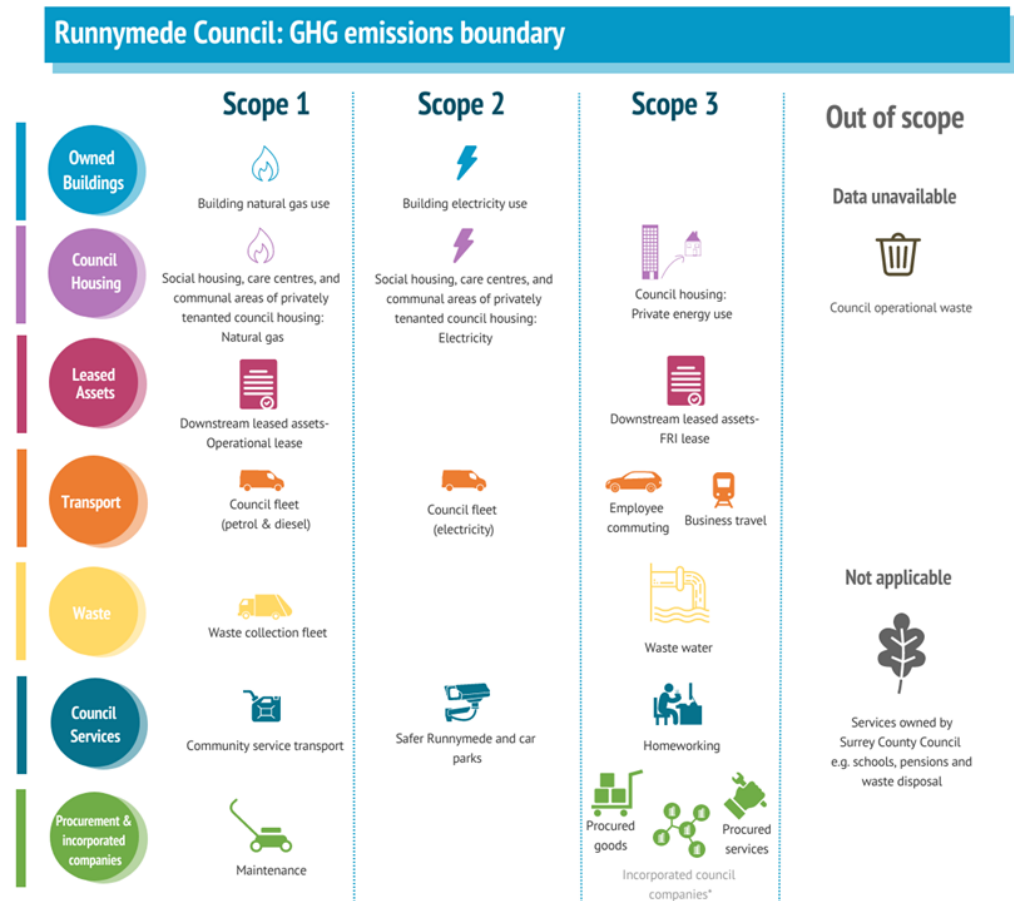 Runnymede Council: GHG emissions boundary
Scope 1
Scope 2
Scope 3
Out of scope
Owned
Buildings
Building natural gas use
Building electricity use
Data unavailable
Council
Housing
Social housing, care centres, and
communal areas of privately
tenanted council housing:
Natural gas
Social housing, care centres, and
communal areas of privately
tenanted council housing:
Electricity
Council housing:
Private energy use
Council operational waste
Leased
Assets
Downstream leased assets-
Operational lease
Downstream leased assets-
FRI lease
Transport
Council fleet
(petrol & diesel)
Council fleet
(electricity)
Employee
commuting
Business travel
Not applicable
Waste
Waste collection fleet
Waste water
Council
Services
Community service transport
Safer Runnymede and car
parks
Homeworking
Services owned by
Surrey County Council
e.g. schools, pensions and
waste disposal
Procurement &
incorporated
companies
Maintenance
Procured
goods
Procured
services
Incorporated council
companies*